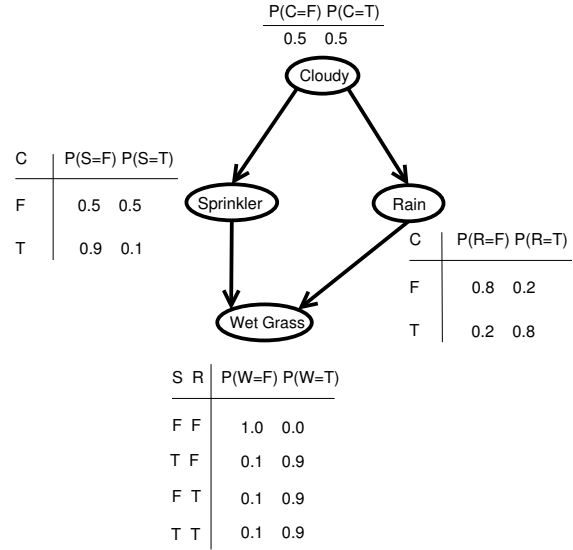 P(C=F) P(C=T)
0.5 0.5
Cloudy
C P(S=F) P(S=T)
F 0.5 0.5
T 0.9 0.1
Sprinkler
Rain
C P(R=F) P(R=T)
F 0.8 0.2
T 0.2 0.8
Wet Grass
S R P(W=F) P(W=T)
F F 1.0 0.0
T F 0.1 0.9
F T 0.1 0.9
T T 0.1 0.9